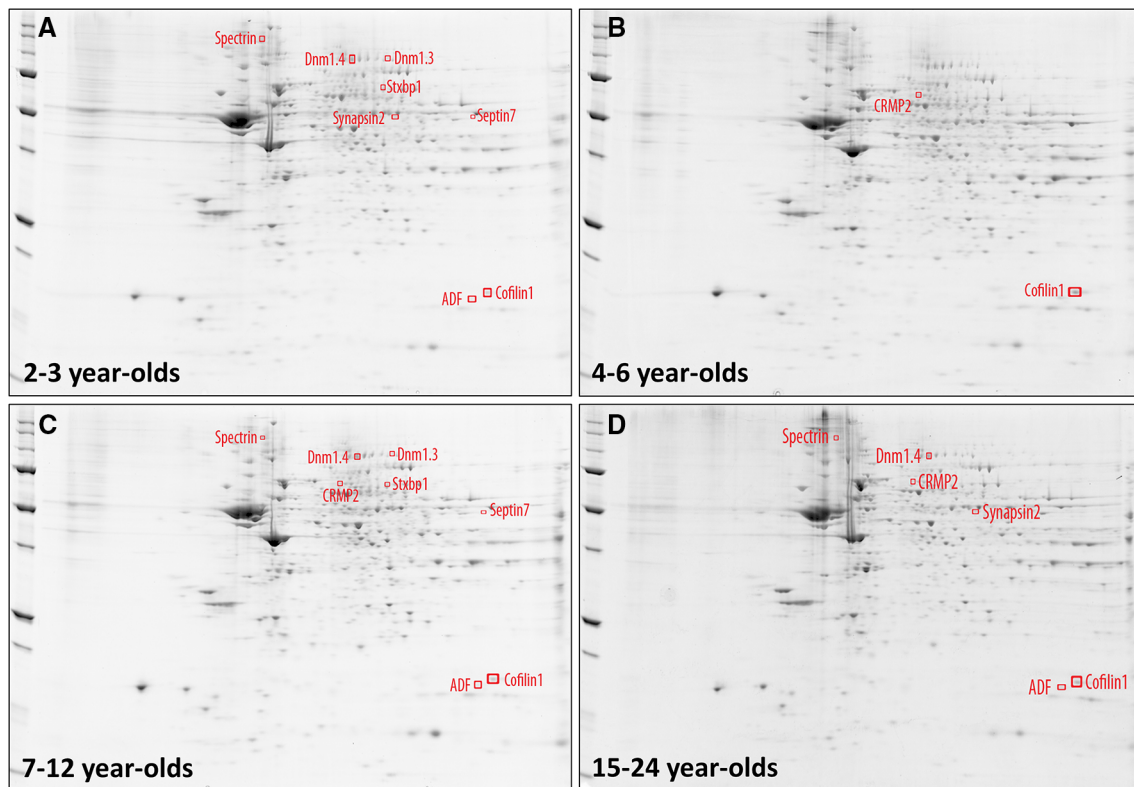 A
Spectrin
Dnm1.4
Dnm1.3
Stxbp1
Synapsin2
Septin7
ADF
Cofilin1
2-3 year-olds
B
CRMP2
Cofilin1
4-6 year-olds
C
Spectrin
Dnm1.4
Dnm1.3
CRMP2
Stxbp1
Septin7
ADF
Cofilin1
7-12 year-olds
D
Spectrin
Dnm1.4
CRMP2
Synapsin2
ADF
Cofilin1
15-24 year-olds